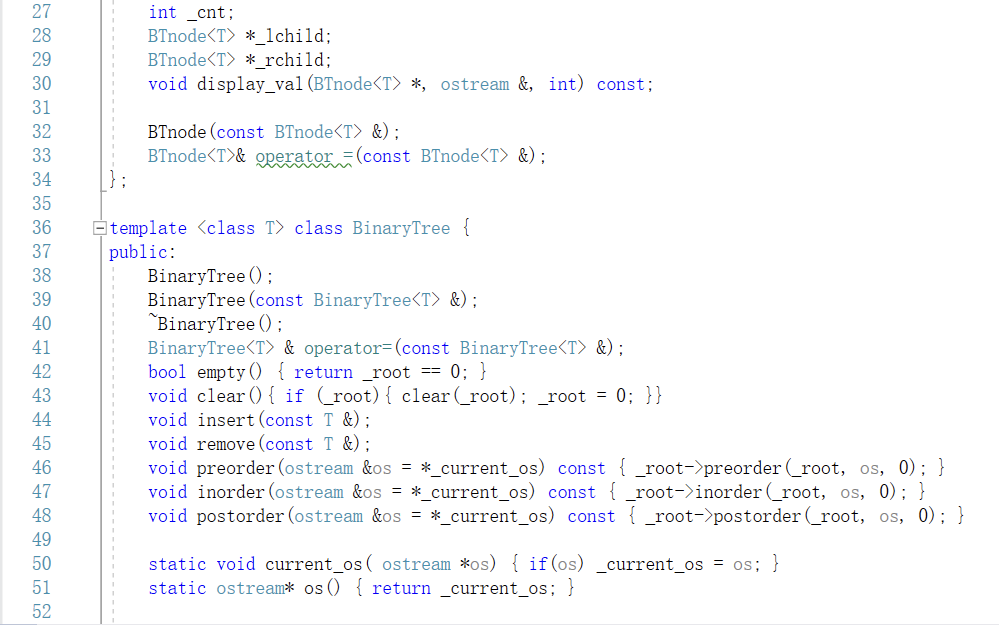 27 int _cnt;
28 BTnode<T> *_lchild;
29 BTnode<T> *_rchild;
30 void display_val(BTnode<T> *, ostream &, int) const;
31
32 BTnode(const BTnode<T> &);
33 BTnode<T>& operator =(const BTnode<T> &);
34 };
35
36 template <class T> class BinaryTree {
37 public:
38 BinaryTree();
39 BinaryTree(const BinaryTree<T> &);
40 ~BinaryTree();
41 BinaryTree<T> & operator=(const BinaryTree<T> &);
42 bool empty() { return _root == 0; }
43 void clear(){ if (_root){ clear(_root); _root = 0; }}
44 void insert(const T &);
45 void remove(const T &);
46 void preorder(ostream &os = *_current_os) const { _root->preorder(_root, os, 0); }
47 void inorder(ostream &os = *_current_os) const { _root->inorder(_root, os, 0); }
48 void postorder(ostream &os = *_current_os) const { _root->postorder(_root, os, 0); }
49
50 static void current_os( ostream *os) { if(os) _current_os = os; }
51 static ostream* os() { return _current_os; }
52